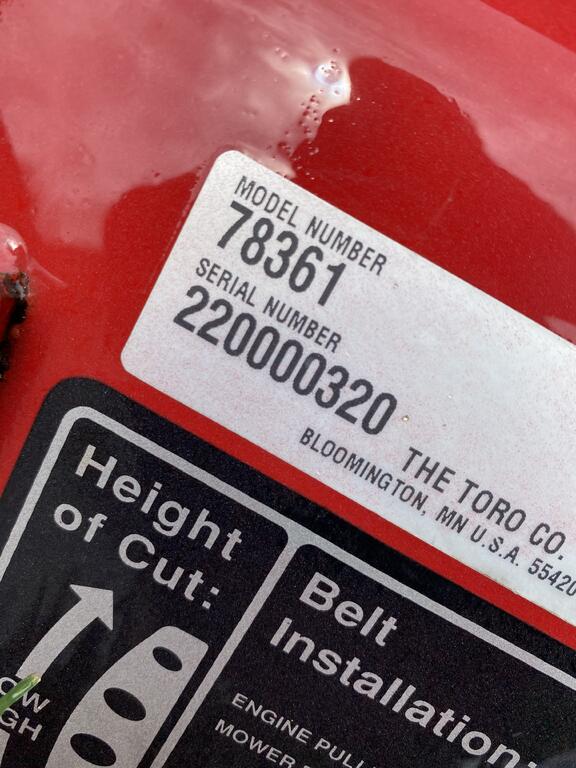 MODEL NUMBER
78361
SERIAL NUMBER
220000320
THE TORO CO.
BLOOMINGTON, MN U.S.A. 55420
Height
of Cut:
Belt
Installation:
ENGINE
MOWER